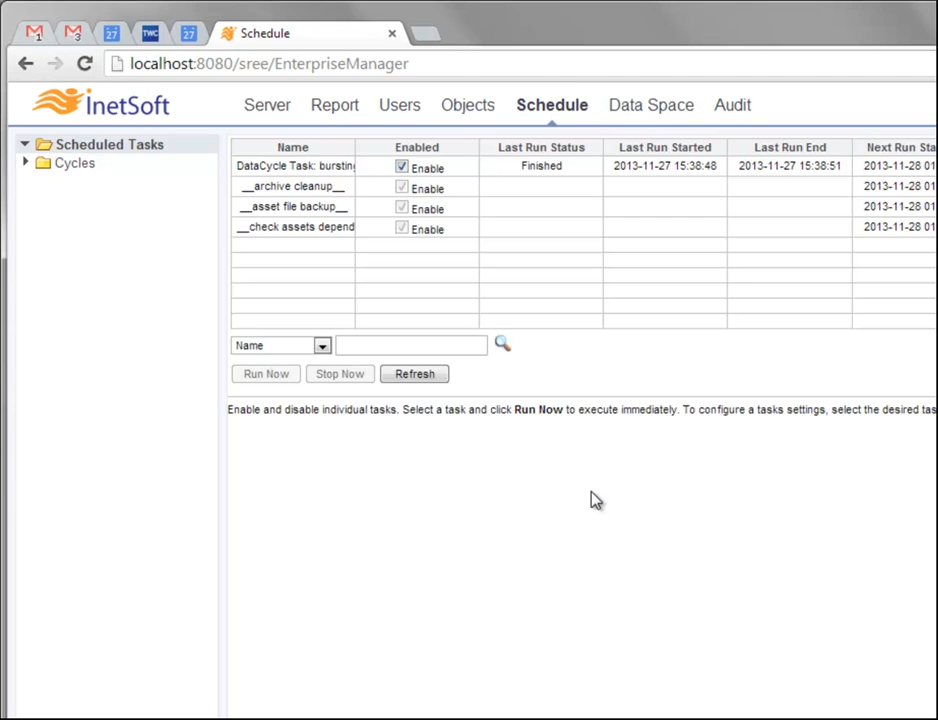 1 3 27 TWC 27 Schedule
localhost:8080/sree/EnterpriseManager
InetSoft Server Report Users Objects Schedule Data Space Audit
Scheduled Tasks
Cycles
Name Enabled Last Run Status Last Run Started Last Run End Next Run Sta
DataCycle Task: bursting Enable Finished 2013-11-27 15:38:48 2013-11-27 15:38:51 2013-11-28 01
__archive cleanup__ Enable 2013-11-28 01
__asset file backup__ Enable 2013-11-28 01
__check assets depend Enable 2013-11-28 01
Name
Run Now Stop Now Refresh
Enable and disable individual tasks. Select a task and click Run Now to execute immediately. To configure a tasks settings, select the desired tas